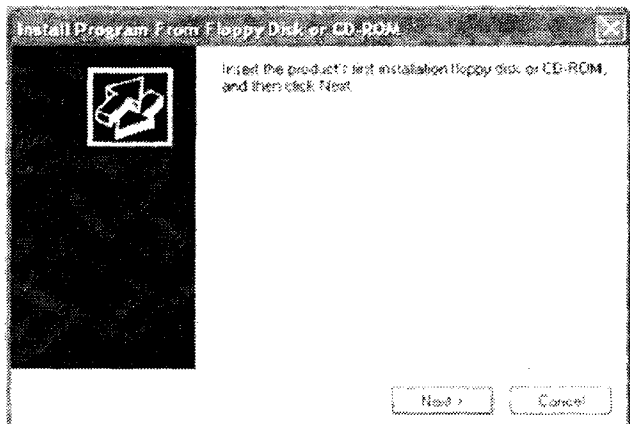 Install Program From Floppy Disk or CD-ROM
Insert the product's first installation floppy disk or CD-ROM,
and then click Next.
Next >
Cancel